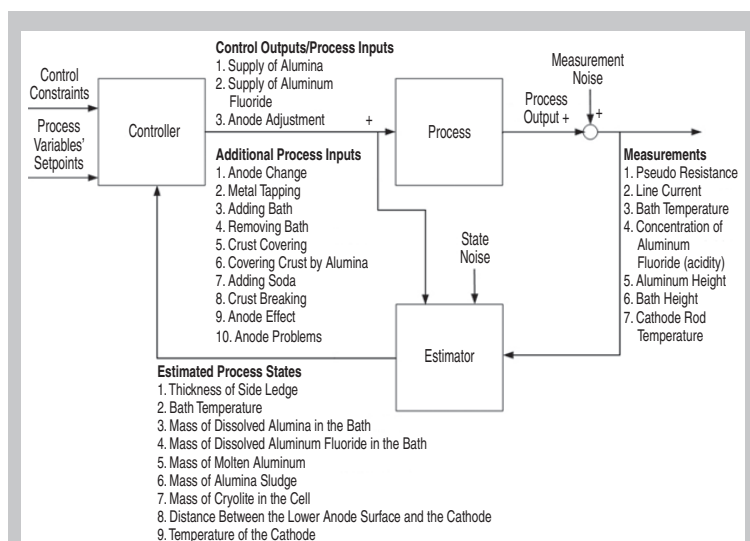 Control
Constraints
Process
Variables'
Setpoints
Controller
Control Outputs/Process Inputs
1. Supply of Alumina
2. Supply of Aluminum
Fluoride
3. Anode Adjustment
+
Additional Process Inputs
1. Anode Change
2. Metal Tapping
3. Adding Bath
4. Removing Bath
5. Crust Covering
6. Covering Crust by Alumina
7. Adding Soda
8. Crust Breaking
9. Anode Effect
10. Anode Problems
Process
Process
Output +
Measurement
Noise
+
Measurements
1. Pseudo Resistance
2. Line Current
3. Bath Temperature
4. Concentration of
Aluminum
Fluoride (acidity)
5. Aluminum Height
6. Bath Height
7. Cathode Rod
Temperature
State
Noise
Estimator
Estimated Process States
1. Thickness of Side Ledge
2. Bath Temperature
3. Mass of Dissolved Alumina in the Bath
4. Mass of Dissolved Aluminum Fluoride in the Bath
5. Mass of Molten Aluminum
6. Mass of Alumina Sludge
7. Mass of Cryolite in the Cell
8. Distance Between the Lower Anode Surface and the Cathode
9. Temperature of the Cathode